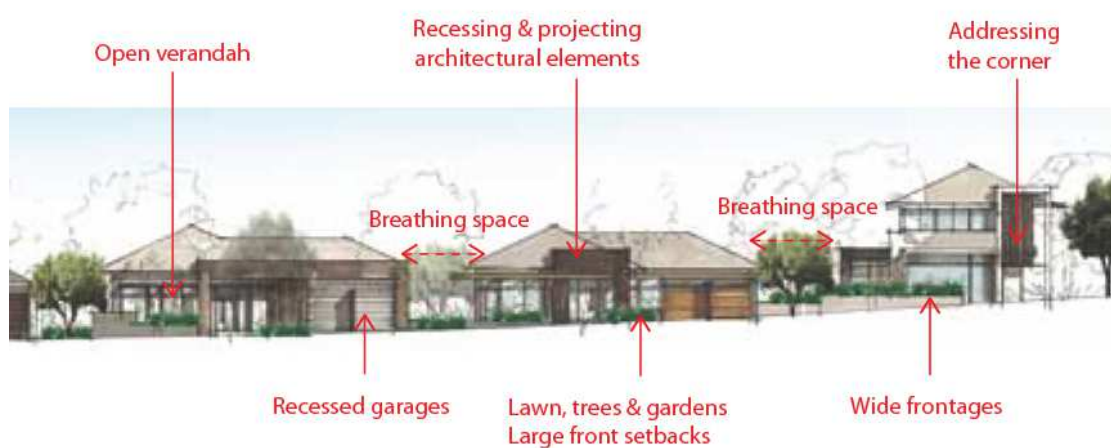 Open verandah
Recessing & projecting
architectural elements
Addressing
the corner
Breathing space
Breathing space
Recessed garages
Lawn, trees & gardens
Large front setbacks
Wide frontages